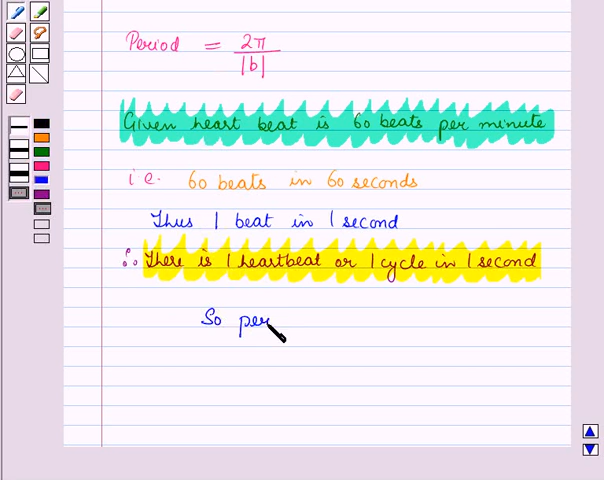 Period = 2π / |b|
Given heart beat is 60 beats per minute
i.e. 60 beats in 60 seconds
Thus 1 beat in 1 second
∴ There is 1 heartbeat or 1 cycle in 1 second
So per